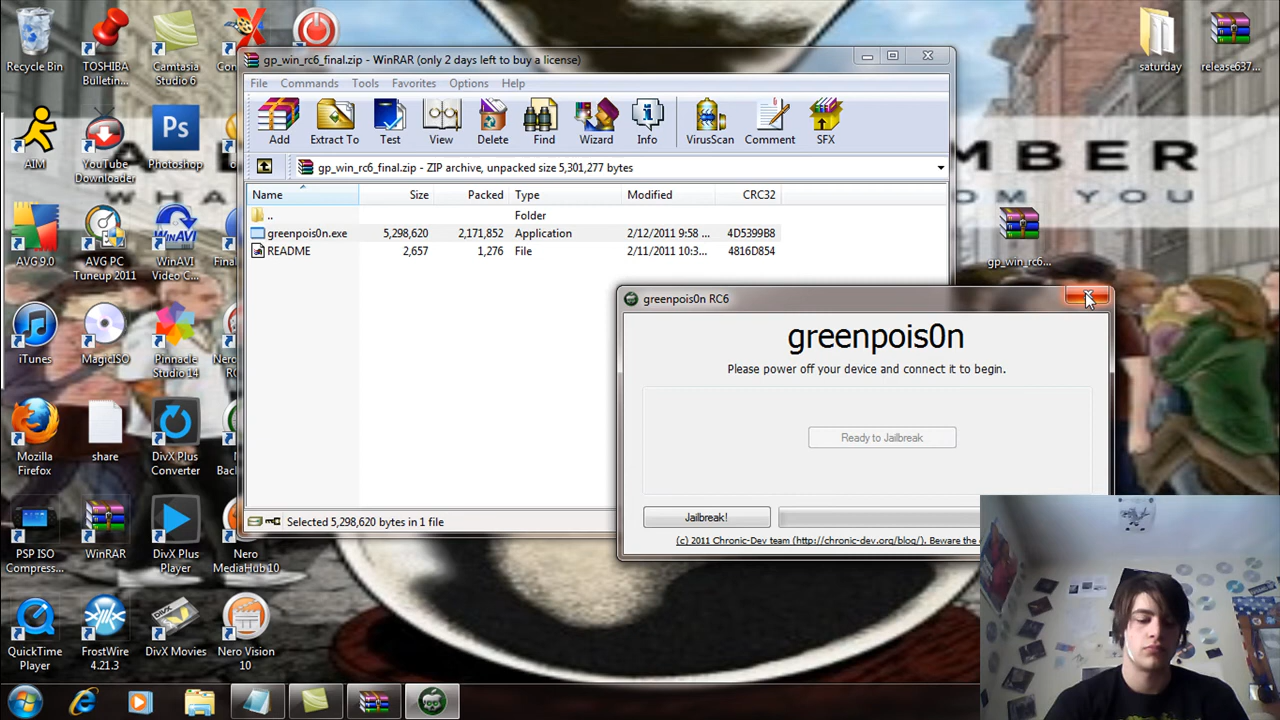 Recycle Bin
TOSHIBA
Bulletin...
Camtasia
Studio 6
saturday
release637...
gp_win_rc6_final.zip - WinRAR (only 2 days left to buy a license)
File Commands Tools Favorites Options Help
Add Extract To Test View Delete Find Wizard Info VirusScan Comment SFX
gp_win_rc6_final.zip - ZIP archive, unpacked size 5,301,277 bytes
Name Size Packed Type Modified CRC32
.. Folder
greenpois0n.exe 5,298,620 2,171,852 Application 2/12/2011 9:58 ... 4D5399B8
README 2,657 1,276 File 2/11/2011 10:3... 4816D854
Selected 5,298,620 bytes in 1 file
greenpois0n RC6
greenpois0n
Please power off your device and connect it to begin.
Ready to Jailbreak
Jailbreak!
(c) 2011 Chronic-Dev team (http://chronic-dev.org/blog/). Beware the
AIM
YouTube
Downloader
Ps
Photoshop
MBER
WHA
OM YOU
gp_win_rc6...
AVG 9.0
AVG PC
Tuneup 2011
WinAVI
Video C...
iTunes
MagicISO
Pinnacle
Studio 14
Mozilla
Firefox
share
DivX Plus
Converter
PSP ISO
Compress...
WinRAR
DivX Plus
Player
Nero
MediaHub 10
QuickTime
Player
FrostWire
4.21.3
DivX Movies
Nero Vision
10